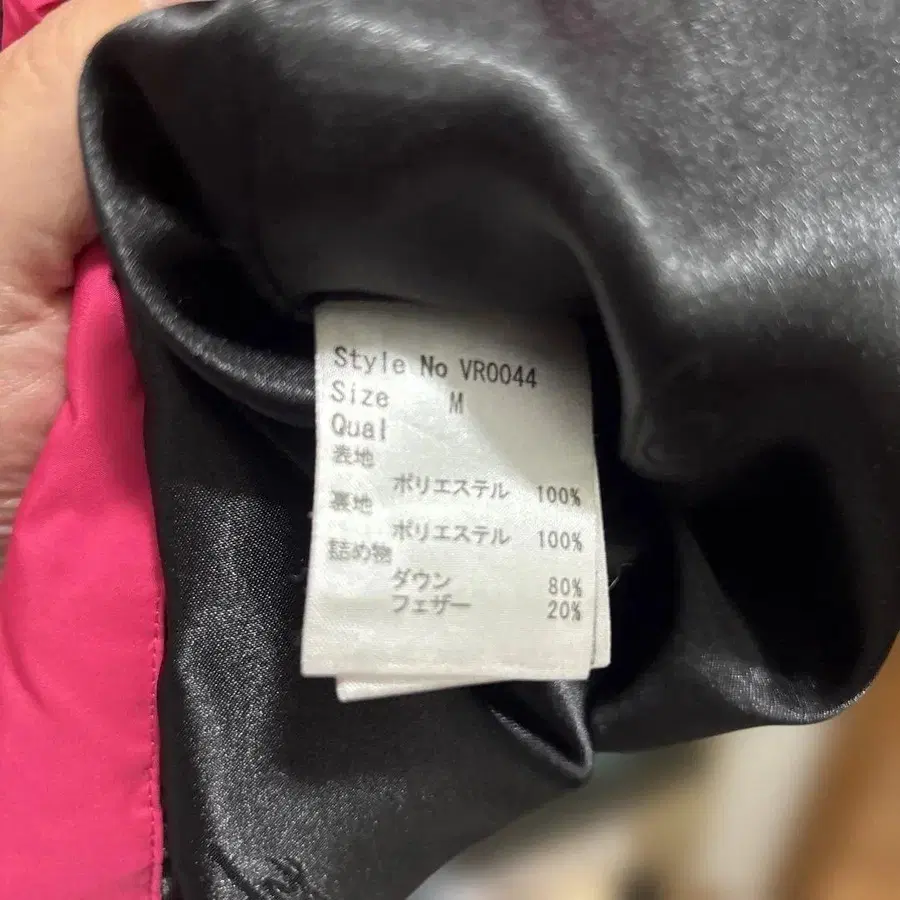 Style No VR0044
Size M
Qual
表地
ポリエステル 100%
裏地
ポリエステル 100%
詰め物
ダウン 80%
フェザー 20%